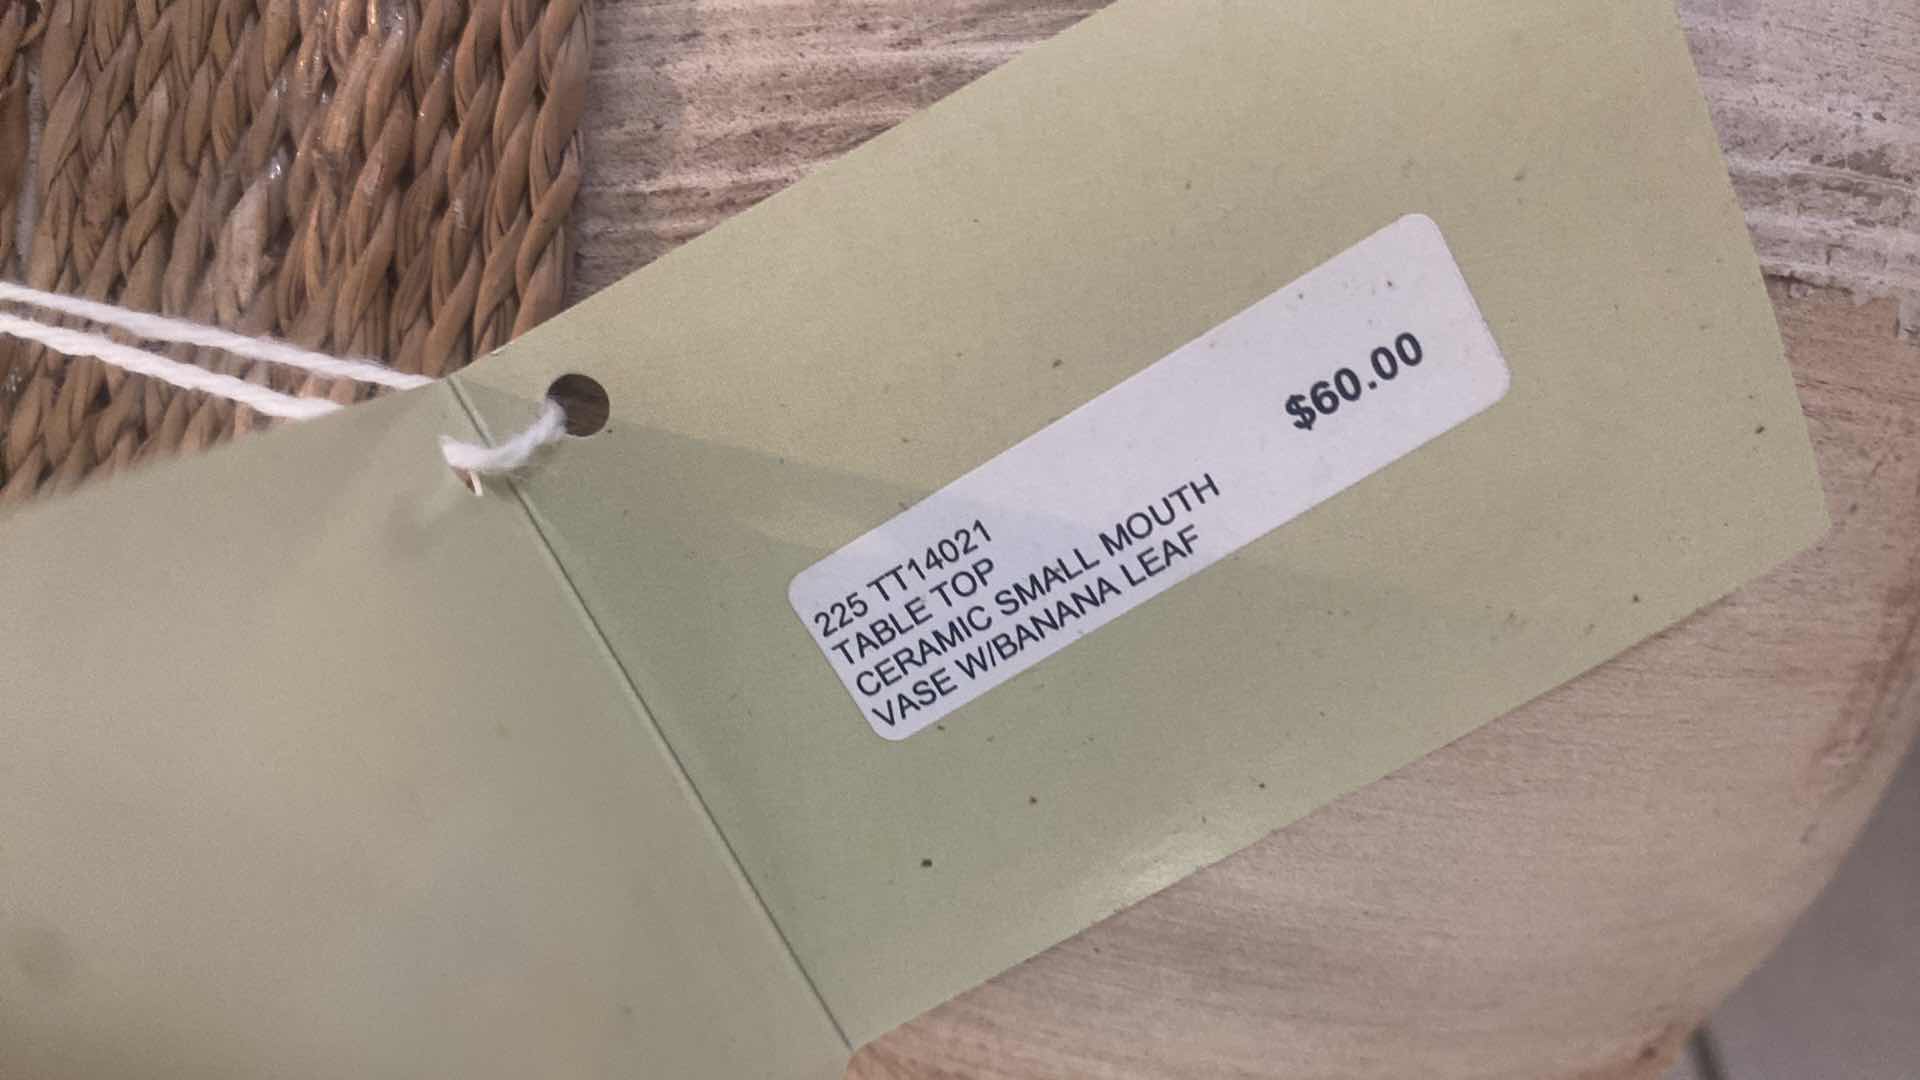 225 TT14021
TABLE TOP
CERAMIC SMALL MOUTH
VASE W/BANANA LEAF
$60.00